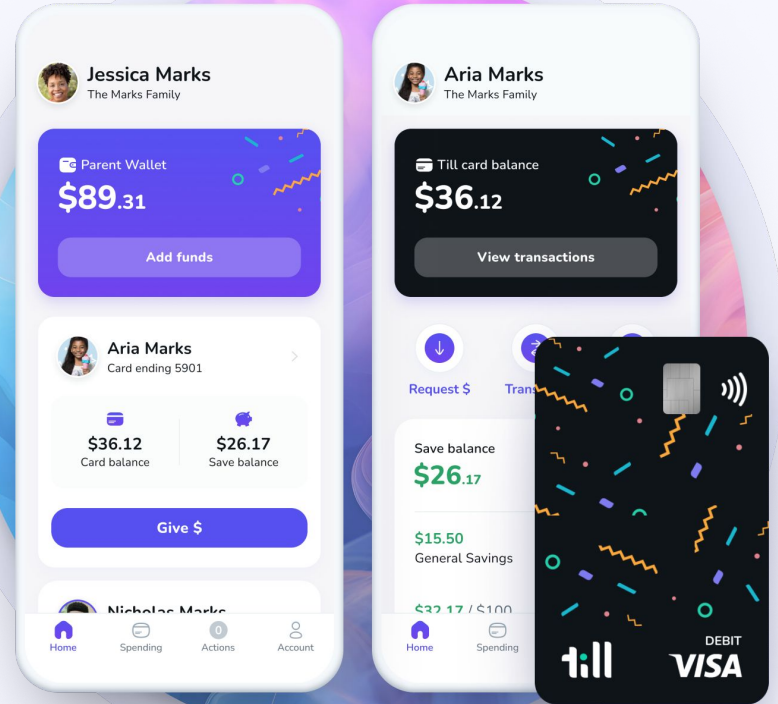 Jessica Marks
The Marks Family
Parent Wallet
$89.31
Add funds
Aria Marks
Card ending 5901
$36.12
Card balance
$26.17
Save balance
Give $
Nicholas Marks
0
Home
Spending
Actions
Account
Aria Marks
The Marks Family
Till card balance
$36.12
View transactions
Request $
Save balance
$26.17
$15.50
General Savings
$32.17 / $100
Home
Spending
till
DEBIT
VISA